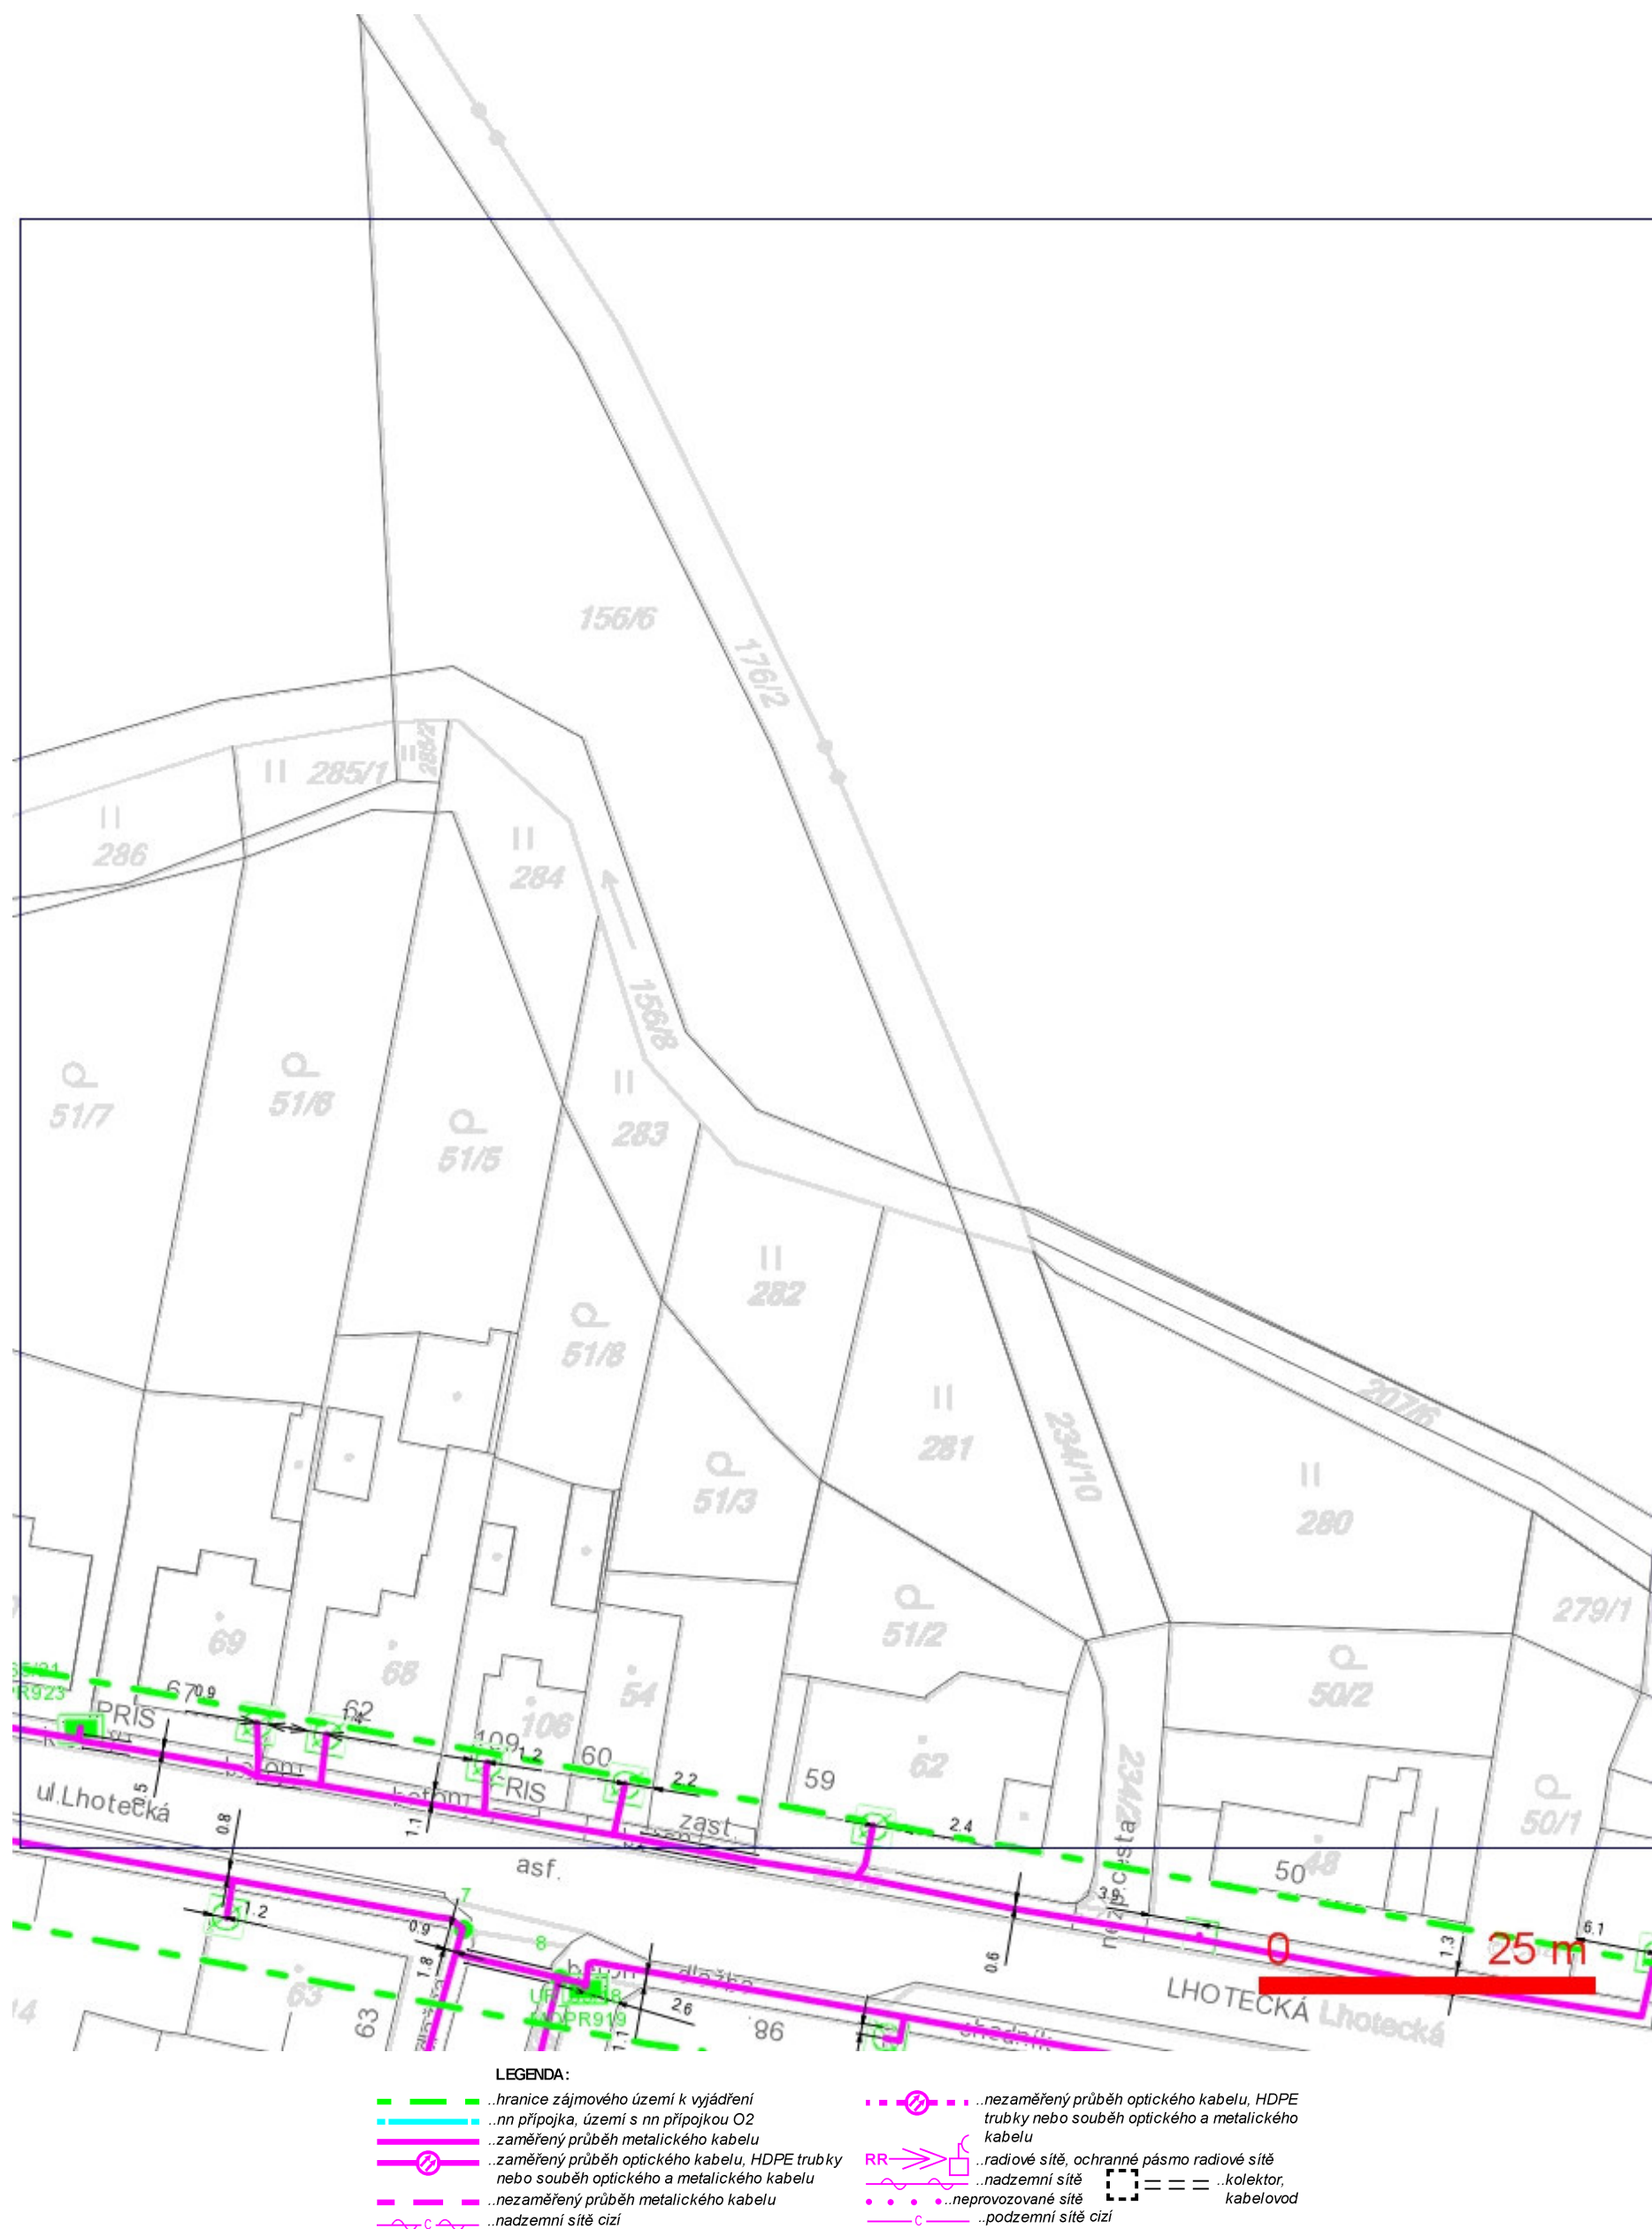 156/6
176/2
285/1
285/2
286
284
156/8
51/7
51/6
51/5
283
282
51/8
281
51/3
234/10
207/6
280
279/1
51/2
50/2
69
68
54
106
62
50/1
48
67
0.9
62
PRIS
109
1.2
60
2.2
59
zast
PRIS
2.4
50
ul.Lhotecká
0.8
1.1
asf.
234/2
3.9
6.1
1.2
0.9
7
8
1.8
0.6
1.3
0
25 m
63
63
beton
dlažba
2.6
98
chodník
LHOTECKÁ
Lhotecká
LEGENDA:
..hranice zájmového území k vyjádření
..nn přípojka, území s nn přípojkou O2
..zaměřený průběh metalického kabelu
..zaměřený průběh optického kabelu, HDPE trubky
nebo souběh optického a metalického kabelu
..nezaměřený průběh metalického kabelu
C ..nadzemní sítě cizí
..nezaměřený průběh optického kabelu, HDPE
trubky nebo souběh optického a metalického
kabelu
RR ..radiové sítě, ochranné pásmo radiové sítě
..nadzemní sítě
..kolektor,
kabelovod
..neprovozované sítě
C ..podzemní sítě cizí